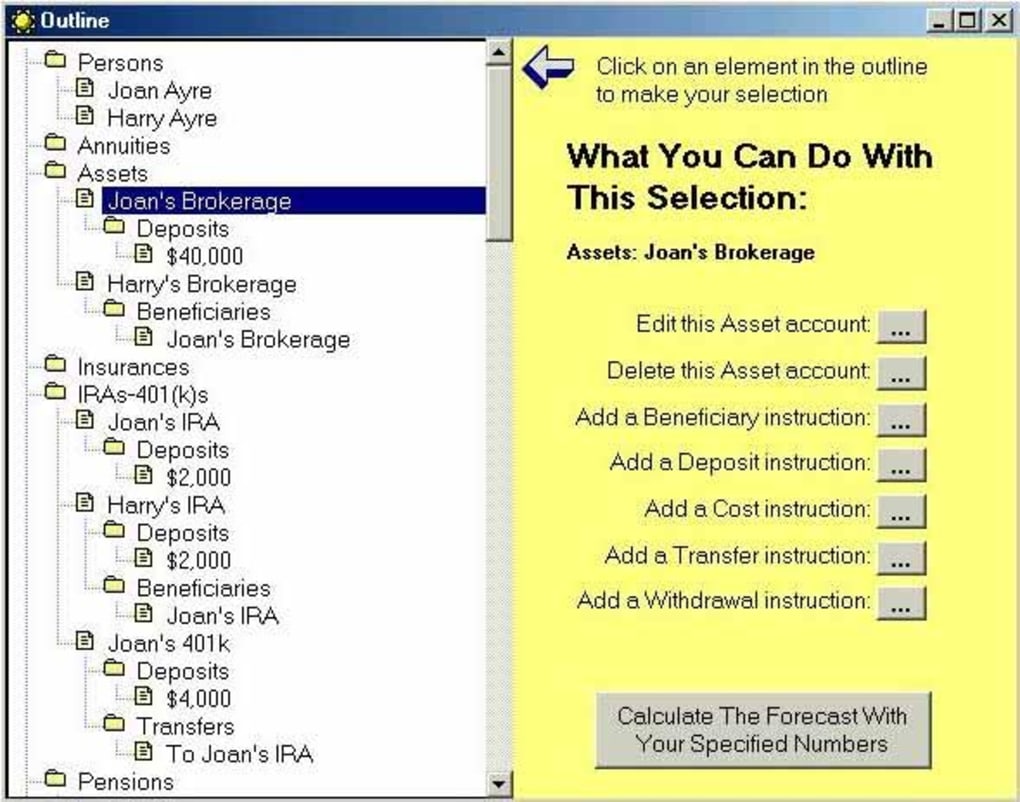 Outline
Persons
Joan Ayre
Harry Ayre
Annuities
Assets
Joan's Brokerage
Deposits
$40,000
Harry's Brokerage
Beneficiaries
Joan's Brokerage
Insurances
IRAs-401(k)s
Joan's IRA
Deposits
$2,000
Harry's IRA
Deposits
$2,000
Beneficiaries
Joan's IRA
Joan's 401k
Deposits
$4,000
Transfers
To Joan's IRA
Pensions
Click on an element in the outline
to make your selection
What You Can Do With
This Selection:
Assets: Joan's Brokerage
Edit this Asset account: ...
Delete this Asset account: ...
Add a Beneficiary instruction: ...
Add a Deposit instruction: ...
Add a Cost instruction: ...
Add a Transfer instruction: ...
Add a Withdrawal instruction: ...
Calculate The Forecast With
Your Specified Numbers